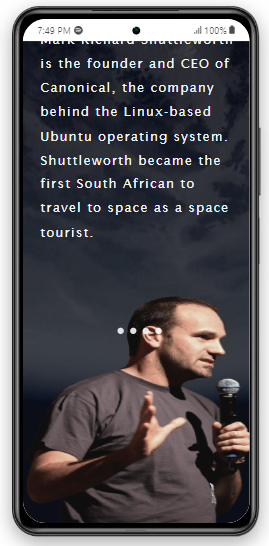 7:49 PM
100%
Mark Richard Shuttleworth
is the founder and CEO of
Canonical, the company
behind the Linux-based
Ubuntu operating system.
Shuttleworth became the
first South African to
travel to space as a space
tourist.